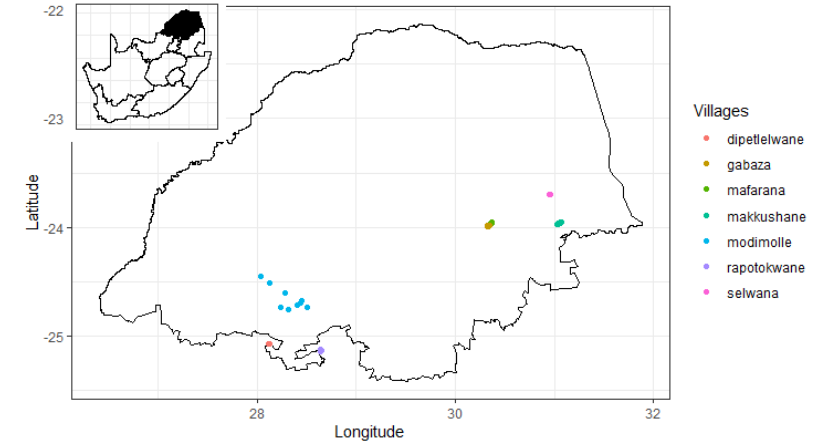 -22
-23
-24
-25
Latitude
28
30
32
Longitude
Villages
dipetlelwane
gabaza
mafarana
makkushane
modimolle
rapotokwane
selwana